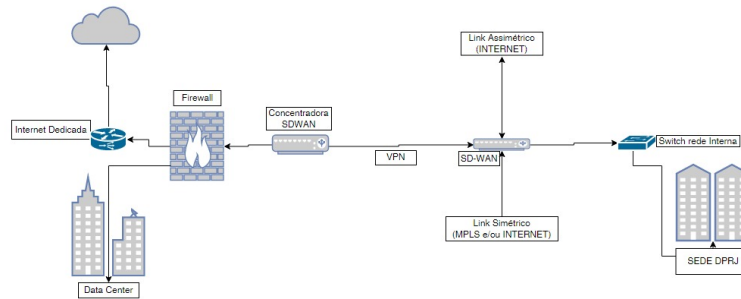 Link Assimétrico
(INTERNET)
Firewall
Concentradora
SDWAN
Internet Dedicada
Switch rede Interna
VPN
SD-WAN
Link Simétrico
(MPLS e/ou INTERNET)
SEDE DPRJ
Data Center